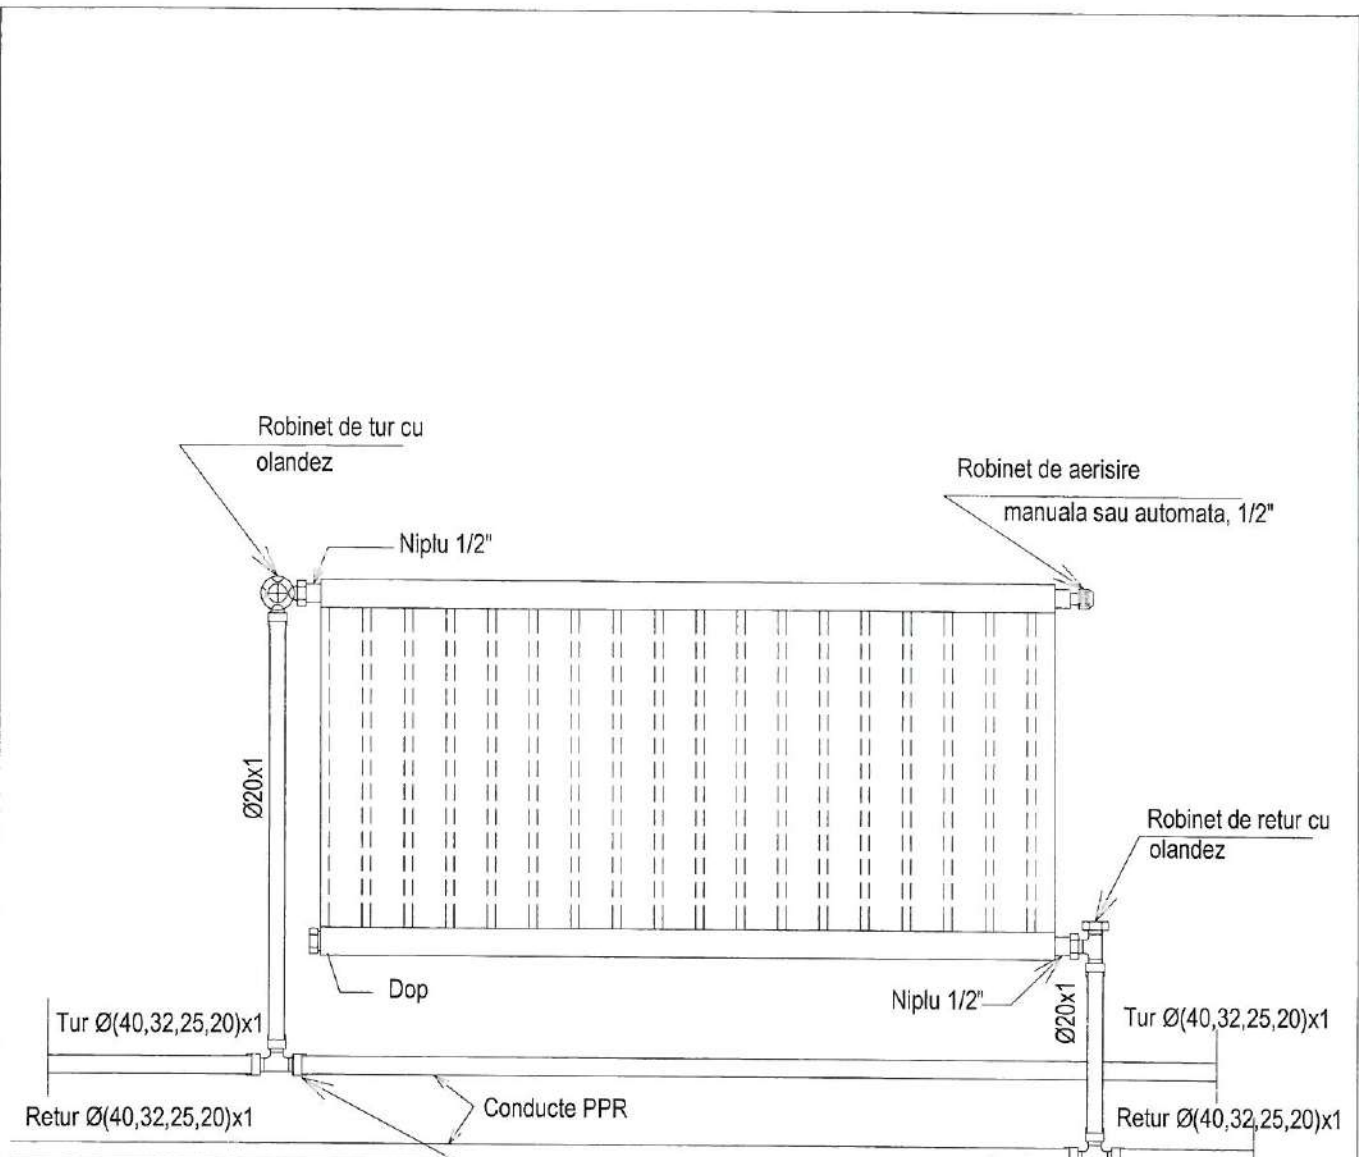 Robinet de tur cu
olandez
Robinet de aerisire
manuala sau automata, 1/2"
Niplu 1/2"
Ø20x1
Robinet de retur cu
olandez
Dop
Niplu 1/2"
Ø20x1
Tur Ø(40,32,25,20)x1
Tur Ø(40,32,25,20)x1
Retur Ø(40,32,25,20)x1
Conducte PPR
Retur Ø(40,32,25,20)x1